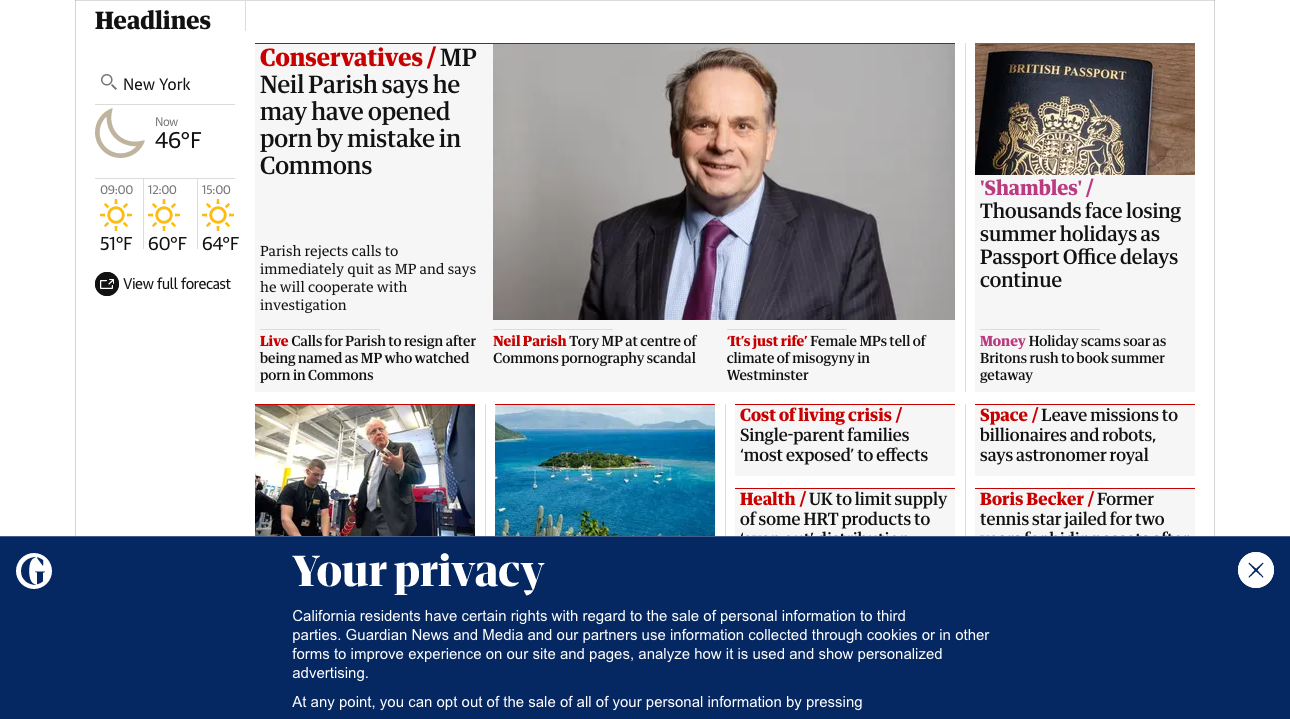 Headlines
New York
Now
46°F
09:00
12:00
15:00
51°F
60°F
64°F
View full forecast
Conservatives / MP
Neil Parish says he
may have opened
porn by mistake in
Commons
Parish rejects calls to
immediately quit as MP and says
he will cooperate with
investigation
Live Calls for Parish to resign after
being named as MP who watched
porn in Commons
Neil Parish Tory MP at centre of
Commons pornography scandal
‘It’s just rife’ Female MPs tell of
climate of misogyny in
Westminster
BRITISH PASSPORT
'Shambles' /
Thousands face losing
summer holidays as
Passport Office delays
continue
Money Holiday scams soar as
Britons rush to book summer
getaway
Cost of living crisis /
Single-parent families
‘most exposed’ to effects
Space / Leave missions to
billionaires and robots,
says astronomer royal
Health / UK to limit supply
of some HRT products to
Boris Becker / Former
tennis star jailed for two
G
Your privacy
California residents have certain rights with regard to the sale of personal information to third
parties. Guardian News and Media and our partners use information collected through cookies or in other
forms to improve experience on our site and pages, analyze how it is used and show personalized
advertising.
At any point, you can opt out of the sale of all of your personal information by pressing